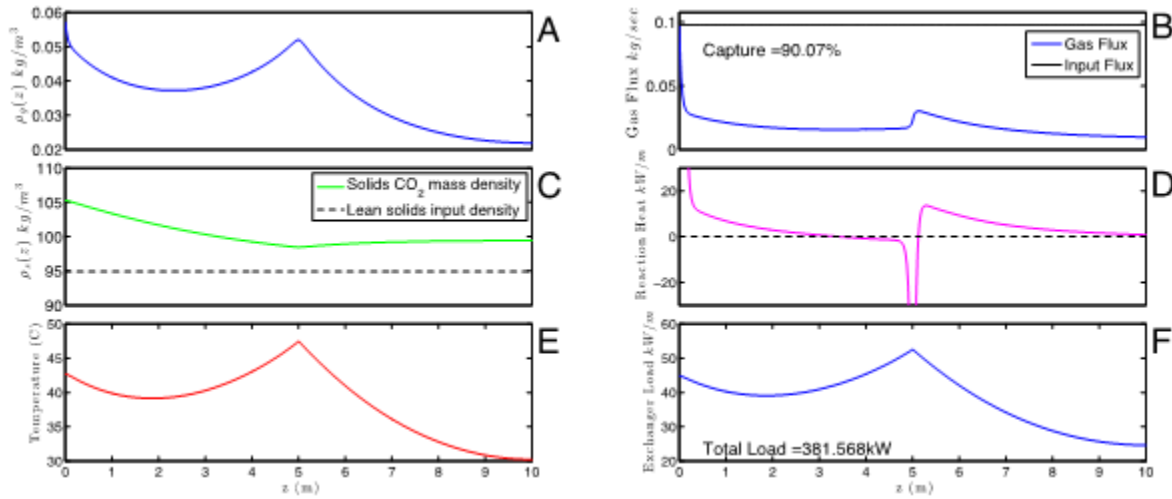 A
ρg(z) kg/m³
0.06
0.05
0.04
0.03
0.02
B
Gas Flux kg/sec
0.1
0.05
0
Capture =90.07%
Gas Flux
Input Flux
C
ρs(z) kg/m³
110
105
100
95
90
Solids CO₂ mass density
Lean solids input density
D
Reaction Heat kW/m
20
0
−20
E
Temperature (C)
50
45
40
35
30
0 1 2 3 4 5 6 7 8 9 10
z (m)
F
Exchanger Load kW/m
60
50
40
30
20
Total Load =381.568kW
0 1 2 3 4 5 6 7 8 9 10
z (m)